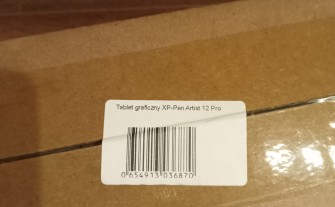 Tablet graficzny XP-Pen Artist 12 Pro
0 654913 036870